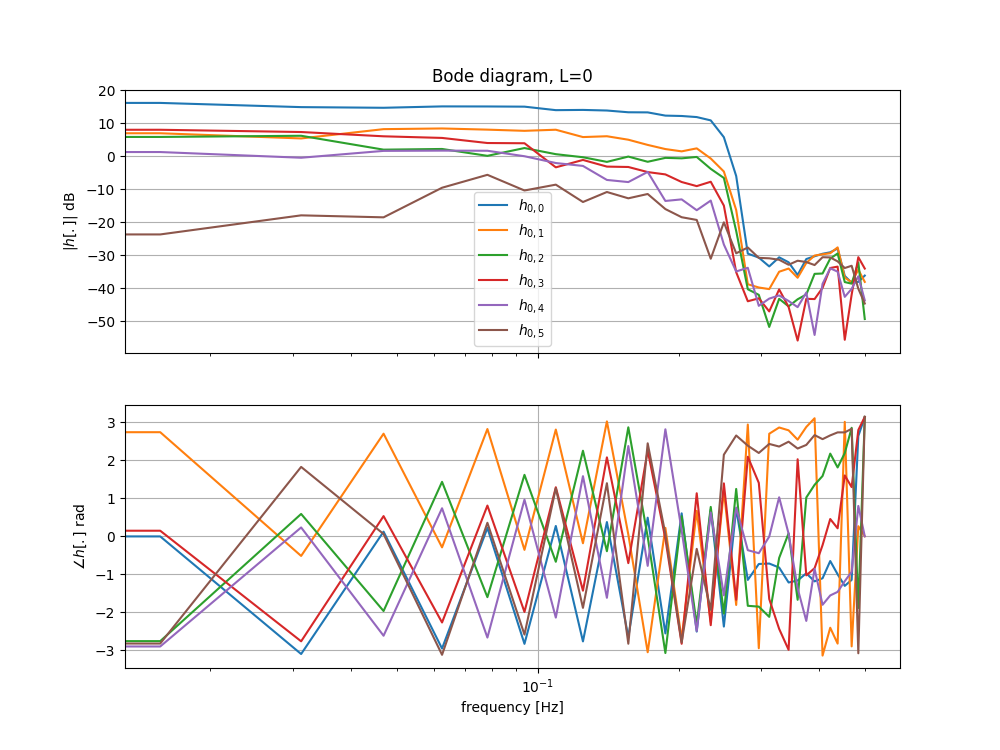 Bode diagram, L=0
20
10
0
−10
−20
−30
−40
−50
|h[.]| dB
h0,0
h0,1
h0,2
h0,3
h0,4
h0,5
3
2
1
0
−1
−2
−3
∠h[.] rad
10−1
frequency [Hz]